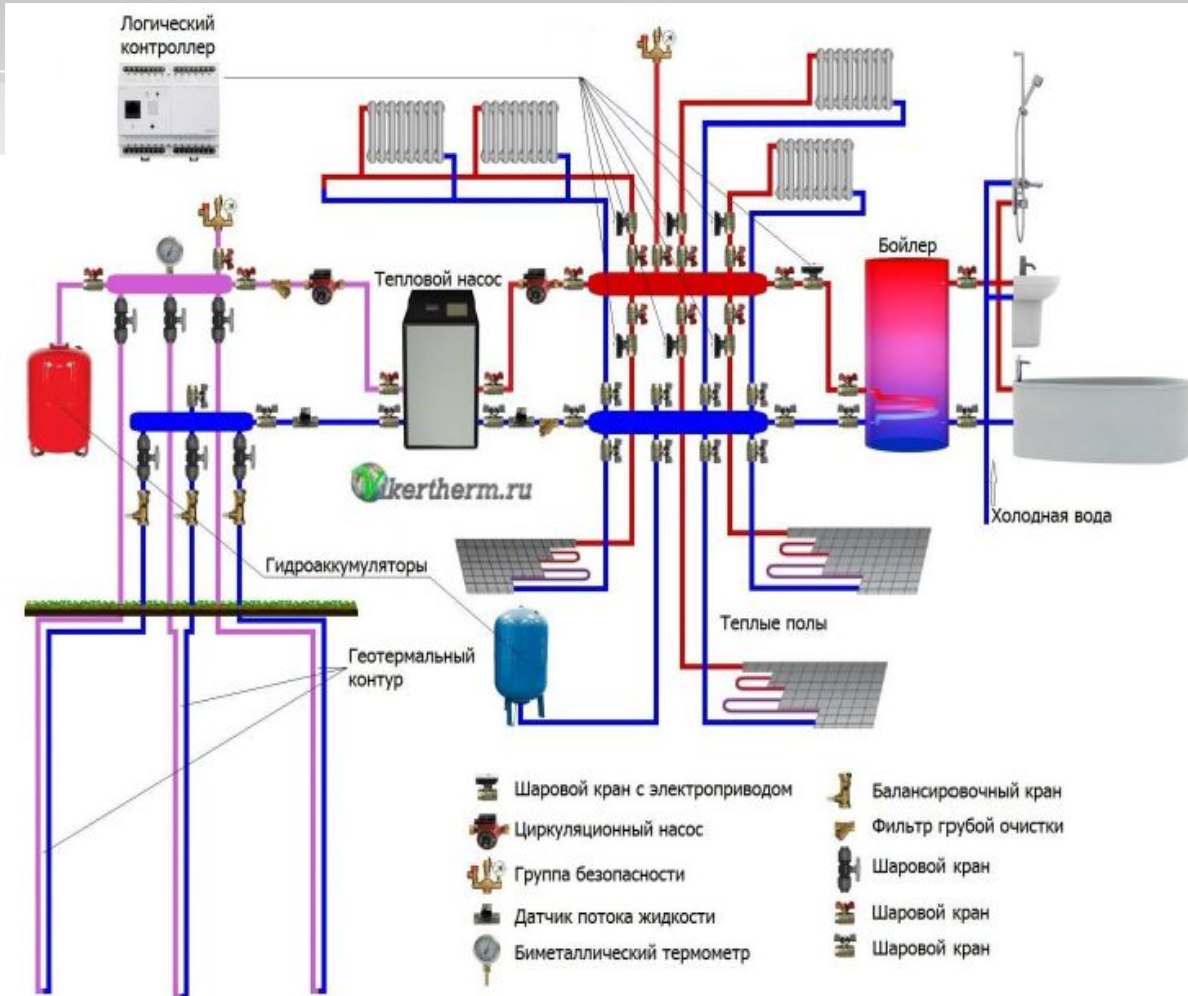 Логический
контроллер
Тепловой насос
Бойлер
Vikertherm.ru
Холодная вода
Гидроаккумуляторы
Теплые полы
Геотермальный
контур
Шаровой кран с электроприводом
Циркуляционный насос
Группа безопасности
Датчик потока жидкости
Биметаллический термометр
Балансировочный кран
Фильтр грубой очистки
Шаровой кран
Шаровой кран
Шаровой кран